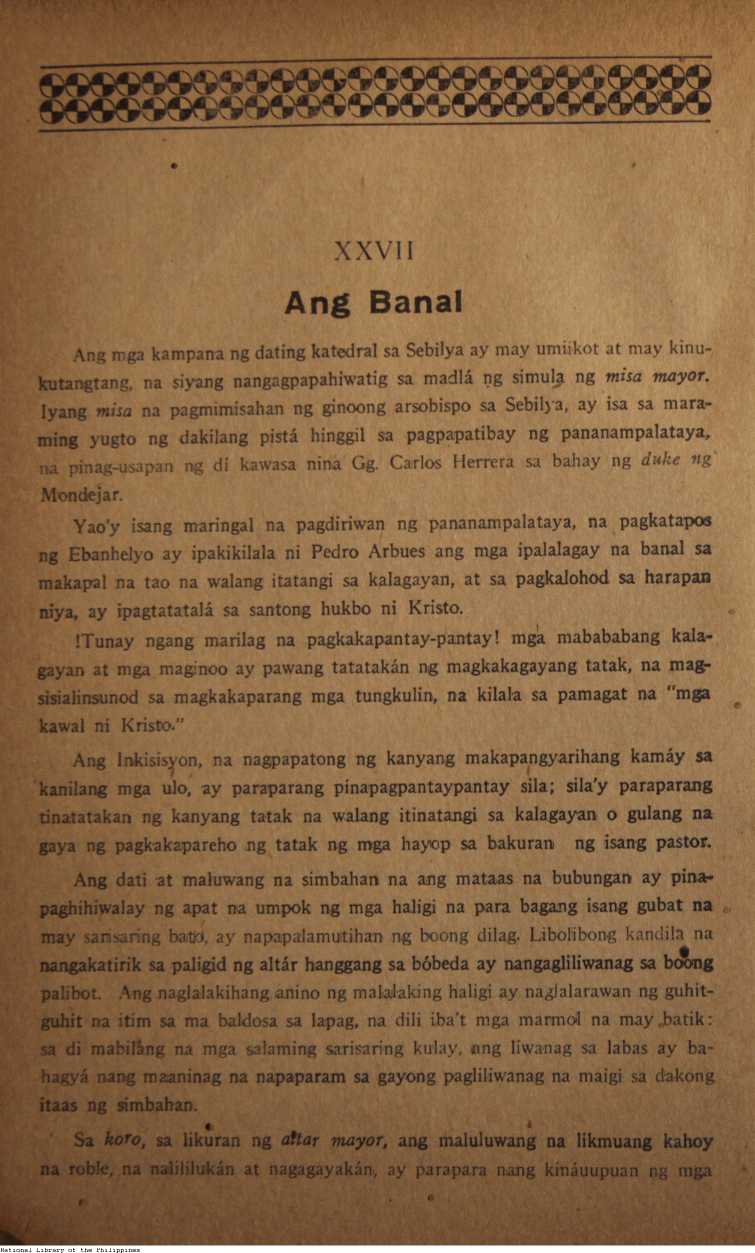 XXVII
Ang Banal
Ang mga kampana ng dating katedral sa Sebilya ay may umiikot at may kinu-
kutangtang, na siyang nangagpapahiwatig sa madlá ng simula ng misa mayor.
Iyang misa na pagmimisahan ng ginoong arsobispo sa Sebilya, ay isa sa mara-
ming yugto ng dakilang pistá hinggil sa pagpapatibay ng pananampalataya,
na pinag-usapan ng di kawasa nina Gg. Carlos Herrera sa bahay ng duke ng
Mondejar.
Yao'y isang maringal na pagdiriwan ng pananampalataya, na pagkatapos
ng Ebanhelyo ay ipakikilala ni Pedro Arbues ang mga ipalalagay na banal sa
makapal na tao na walang itatangi sa kalagayan, at sa pagkalohod sa harapan
niya, ay ipagtatatalá sa santong hukbo ni Kristo.
!Tunay ngang marilag na pagkakapantay-pantay! mga mabababang kala-
gayan at mga maginoo ay pawang tatatakán ng magkakagayang tatak, na mag-
sisialinsunod sa magkakaparang mga tungkulin, na kilala sa pamagat na "mga
kawal ni Kristo."
Ang Inkisisyon, na nagpapatong ng kanyang makapangyarihang kamáy sa
kanilang mga ulo, ay paraparang pinapagpantaypantay sila; sila'y paraparang
tinatatakan ng kanyang tatak na walang itinatangi sa kalagayan o gulang na
gaya ng pagkakapareho ng tatak ng mga hayop sa bakuran ng isang pastor.
Ang dati at maluwang na simbahan na ang mataas na bubungan ay pina-
paghihiwalay ng apat na umpok ng mga haligi na para bagang isang gubat na
may sarisaring bato, ay napapalamutihan ng boong dilag. Libolibong kandila na
nangakatirik sa paligid ng altár hanggang sa bóbeda ay nangagliliwanag sa boong
palibot. Ang naglalakihang anino ng malalaking haligi ay naglalarawan ng guhit-
guhit na itim sa ma baldosa sa lapag, na dili iba't mga marmol na may batik:
sa di mabilang na mga salaming sarisaring kulay, ang liwanag sa labas ay ba-
hagyá nang maaninag na napaparam sa gayong pagliliwanag na maigi sa dakong
itaas ng simbahan.
Sa koro, sa likuran ng altar mayor, ang maluluwang na likmuang kahoy
na roble, na nalililukán at nagagayakán, ay parapara nang kináuupuan ng mga
National Library of the Philippines